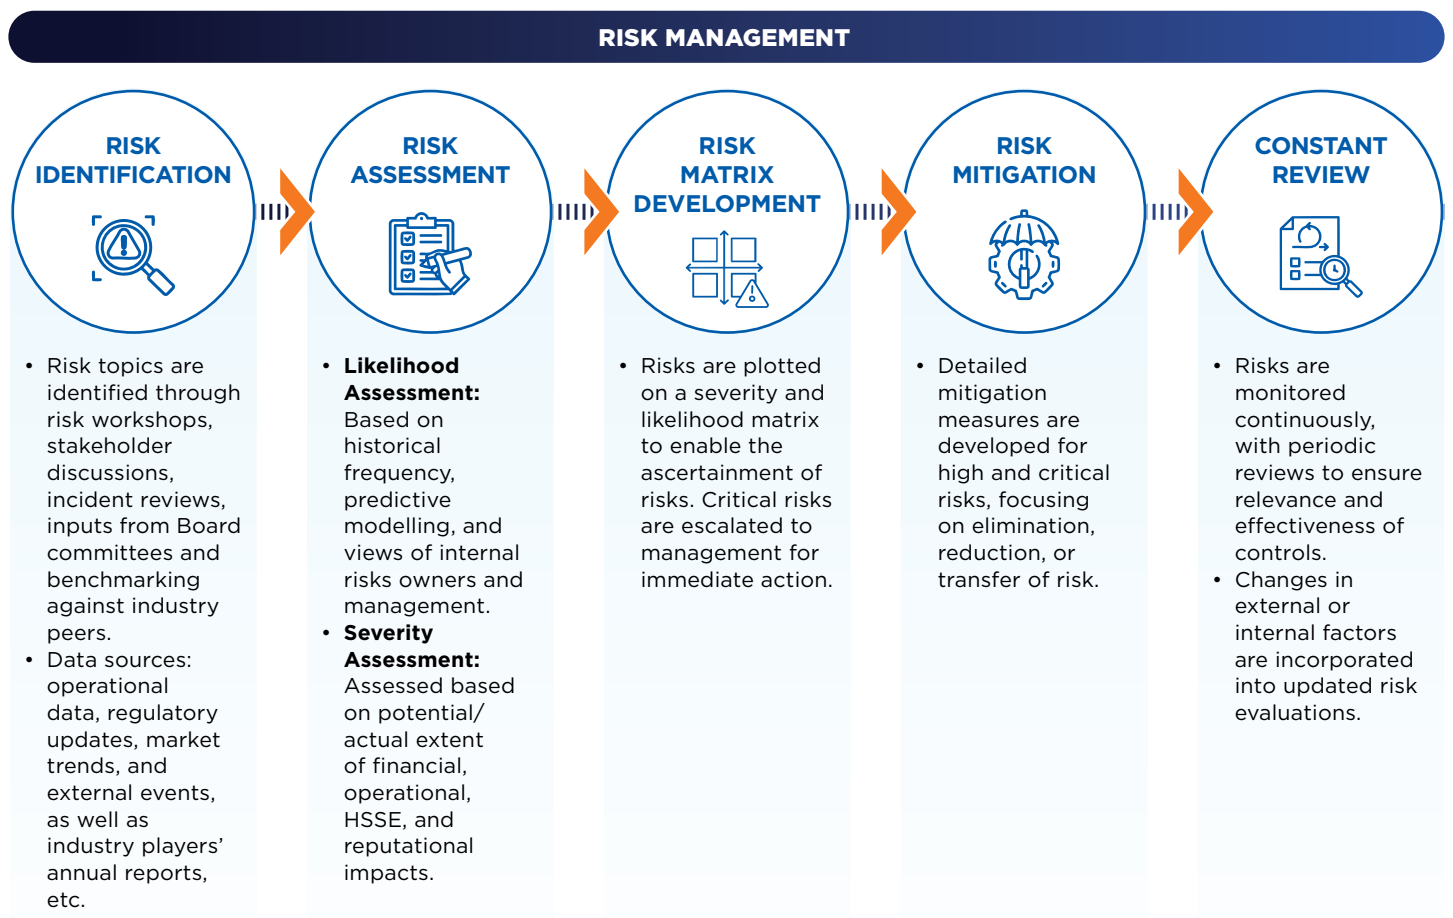 RISK MANAGEMENT
RISK
IDENTIFICATION
• Risk topics are
identified through
risk workshops,
stakeholder
discussions,
incident reviews,
inputs from Board
committees and
benchmarking
against industry
peers.
• Data sources:
operational
data, regulatory
updates, market
trends, and
external events,
as well as
industry players’
annual reports,
etc.
RISK
ASSESSMENT
• Likelihood
Assessment:
Based on
historical
frequency,
predictive
modelling, and
views of internal
risks owners and
management.
• Severity
Assessment:
Assessed based
on potential/
actual extent
of financial,
operational,
HSSE, and
reputational
impacts.
RISK
MATRIX
DEVELOPMENT
• Risks are plotted
on a severity and
likelihood matrix
to enable the
ascertainment of
risks. Critical risks
are escalated to
management for
immediate action.
RISK
MITIGATION
• Detailed
mitigation
measures are
developed for
high and critical
risks, focusing
on elimination,
reduction, or
transfer of risk.
CONSTANT
REVIEW
• Risks are
monitored
continuously,
with periodic
reviews to ensure
relevance and
effectiveness of
controls.
• Changes in
external or
internal factors
are incorporated
into updated risk
evaluations.